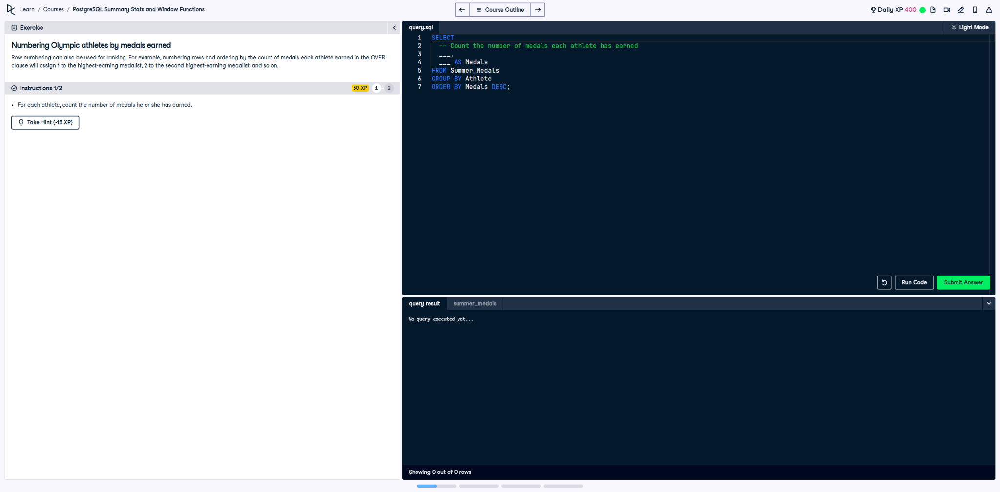 Learn / Courses / PostgreSQL Summary Stats and Window Functions
Course Outline
Daily XP 400
Exercise
Numbering Olympic athletes by medals earned
Row numbering can also be used for ranking. For example, numbering rows and ordering by the count of medals each athlete earned in the OVER
clause will assign 1 to the highest-earning medalist, 2 to the second highest-earning medalist, and so on.
Instructions 1/2
50 XP
1
2
• For each athlete, count the number of medals he or she has earned.
Take Hint (-15 XP)
query.sql
Light Mode
1 SELECT
2 -- Count the number of medals each athlete has earned
3 ___,
4 ___ AS Medals
5 FROM Summer_Medals
6 GROUP BY Athlete
7 ORDER BY Medals DESC;
Run Code
Submit Answer
query result
summer_medals
No query executed yet...
Showing 0 out of 0 rows